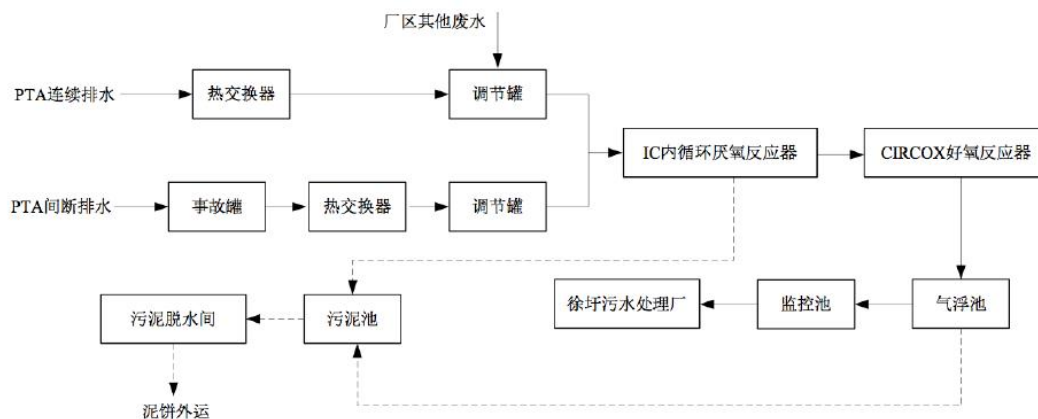 厂区其他废水
PTA连续排水
热交换器
调节罐
IC内循环厌氧反应器
CIRCOX好氧反应器
PTA间断排水
事故罐
热交换器
调节罐
污泥脱水间
污泥池
徐圩污水处理厂
监控池
气浮池
泥饼外运